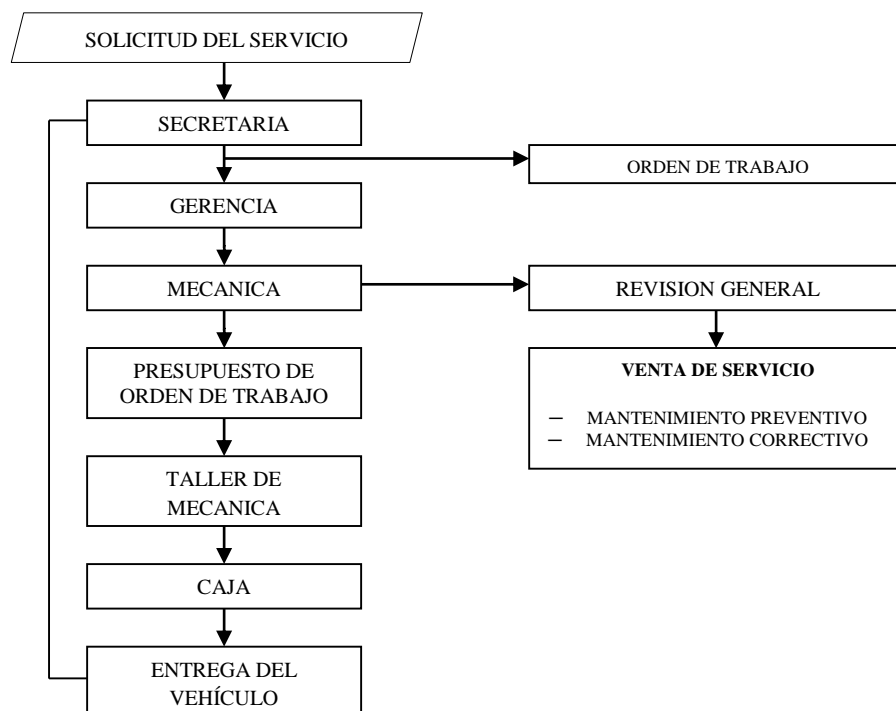 SOLICITUD DEL SERVICIO
SECRETARIA
ORDEN DE TRABAJO
GERENCIA
MECANICA
REVISION GENERAL
PRESUPUESTO DE
ORDEN DE TRABAJO
VENTA DE SERVICIO
– MANTENIMIENTO PREVENTIVO
– MANTENIMIENTO CORRECTIVO
TALLER DE
MECANICA
CAJA
ENTREGA DEL
VEHÍCULO